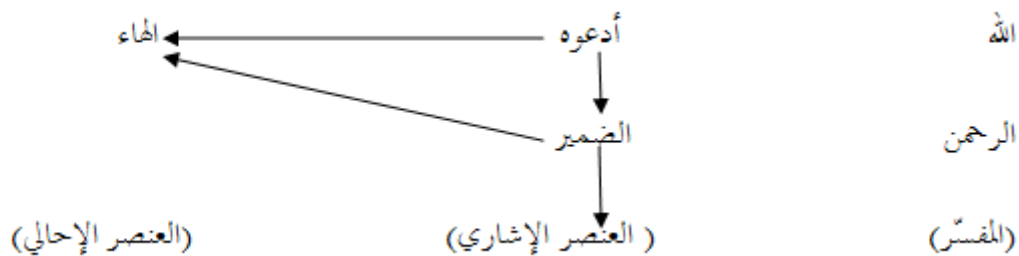 الله أدعوه الهاء
الرحمن الضمير
(المفسّر) ( العنصر الإشاري) (العنصر الإحالي)